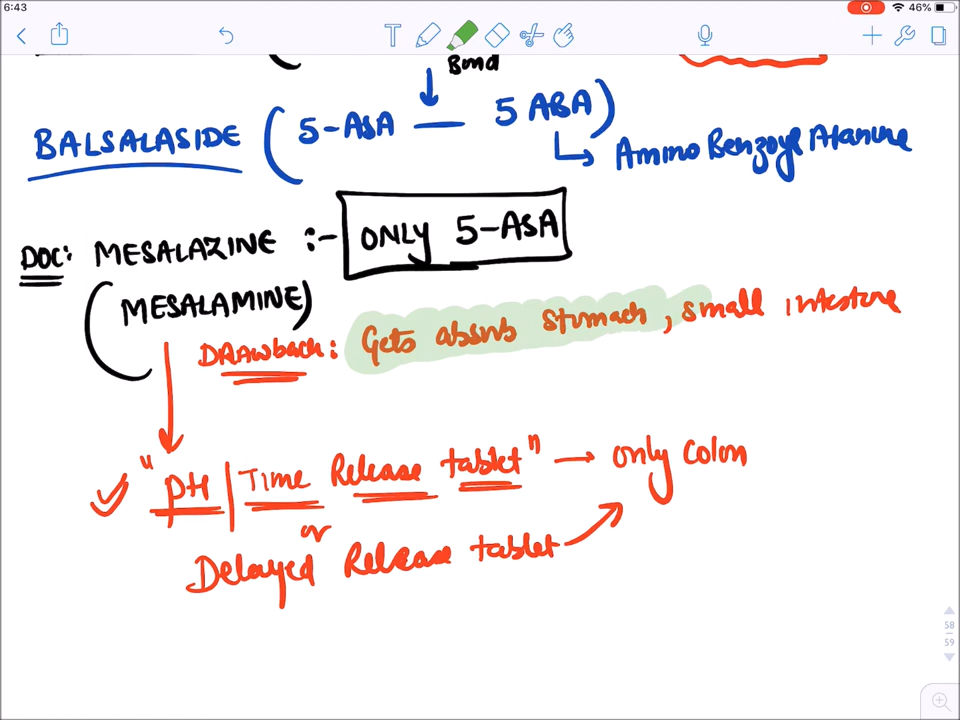 6:43 46%
T
Bond
BALSALASIDE (5-ASA — 5 ABA)
Amino Benzoyl Alanine
DOC: MESALAZINE :- ONLY 5-ASA
(MESALAMINE)
DRAWback: Gets absorb stomach, small intestine
"pH | Time Release tablet" → only colon
or
Delayed Release tablet
58
59